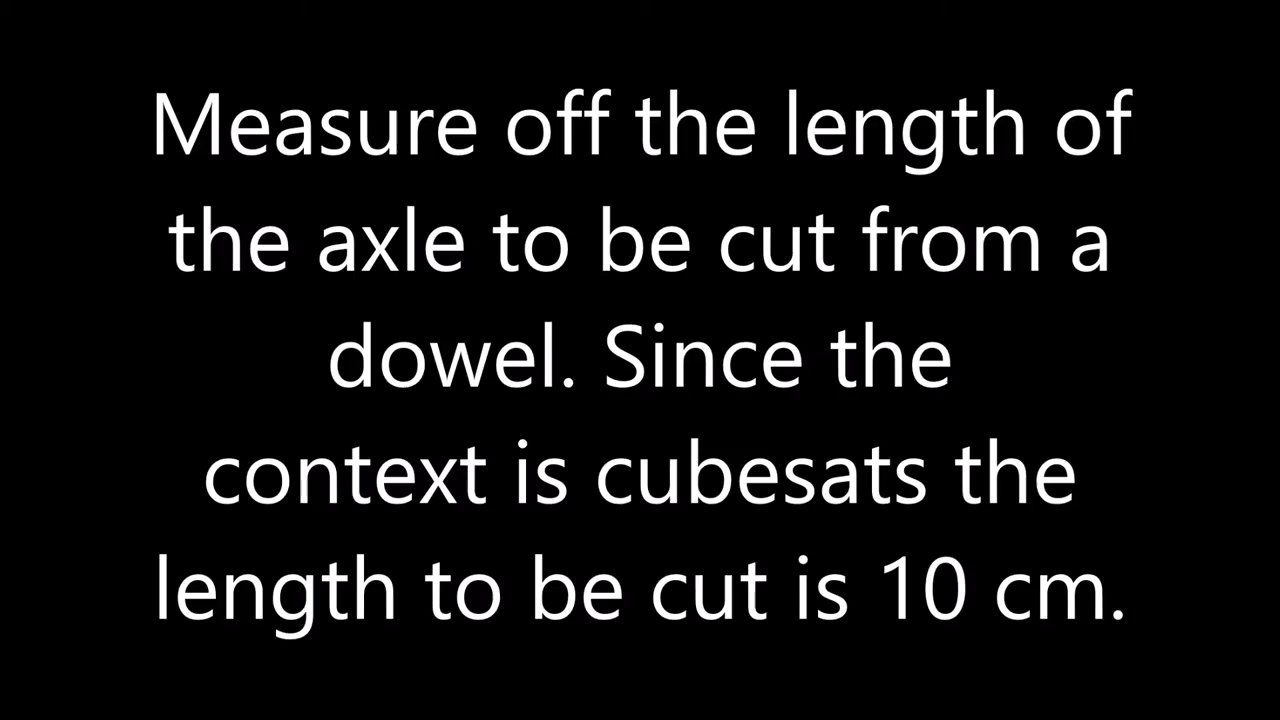 Measure off the length of
the axle to be cut from a
dowel. Since the
context is cubesats the
length to be cut is 10 cm.